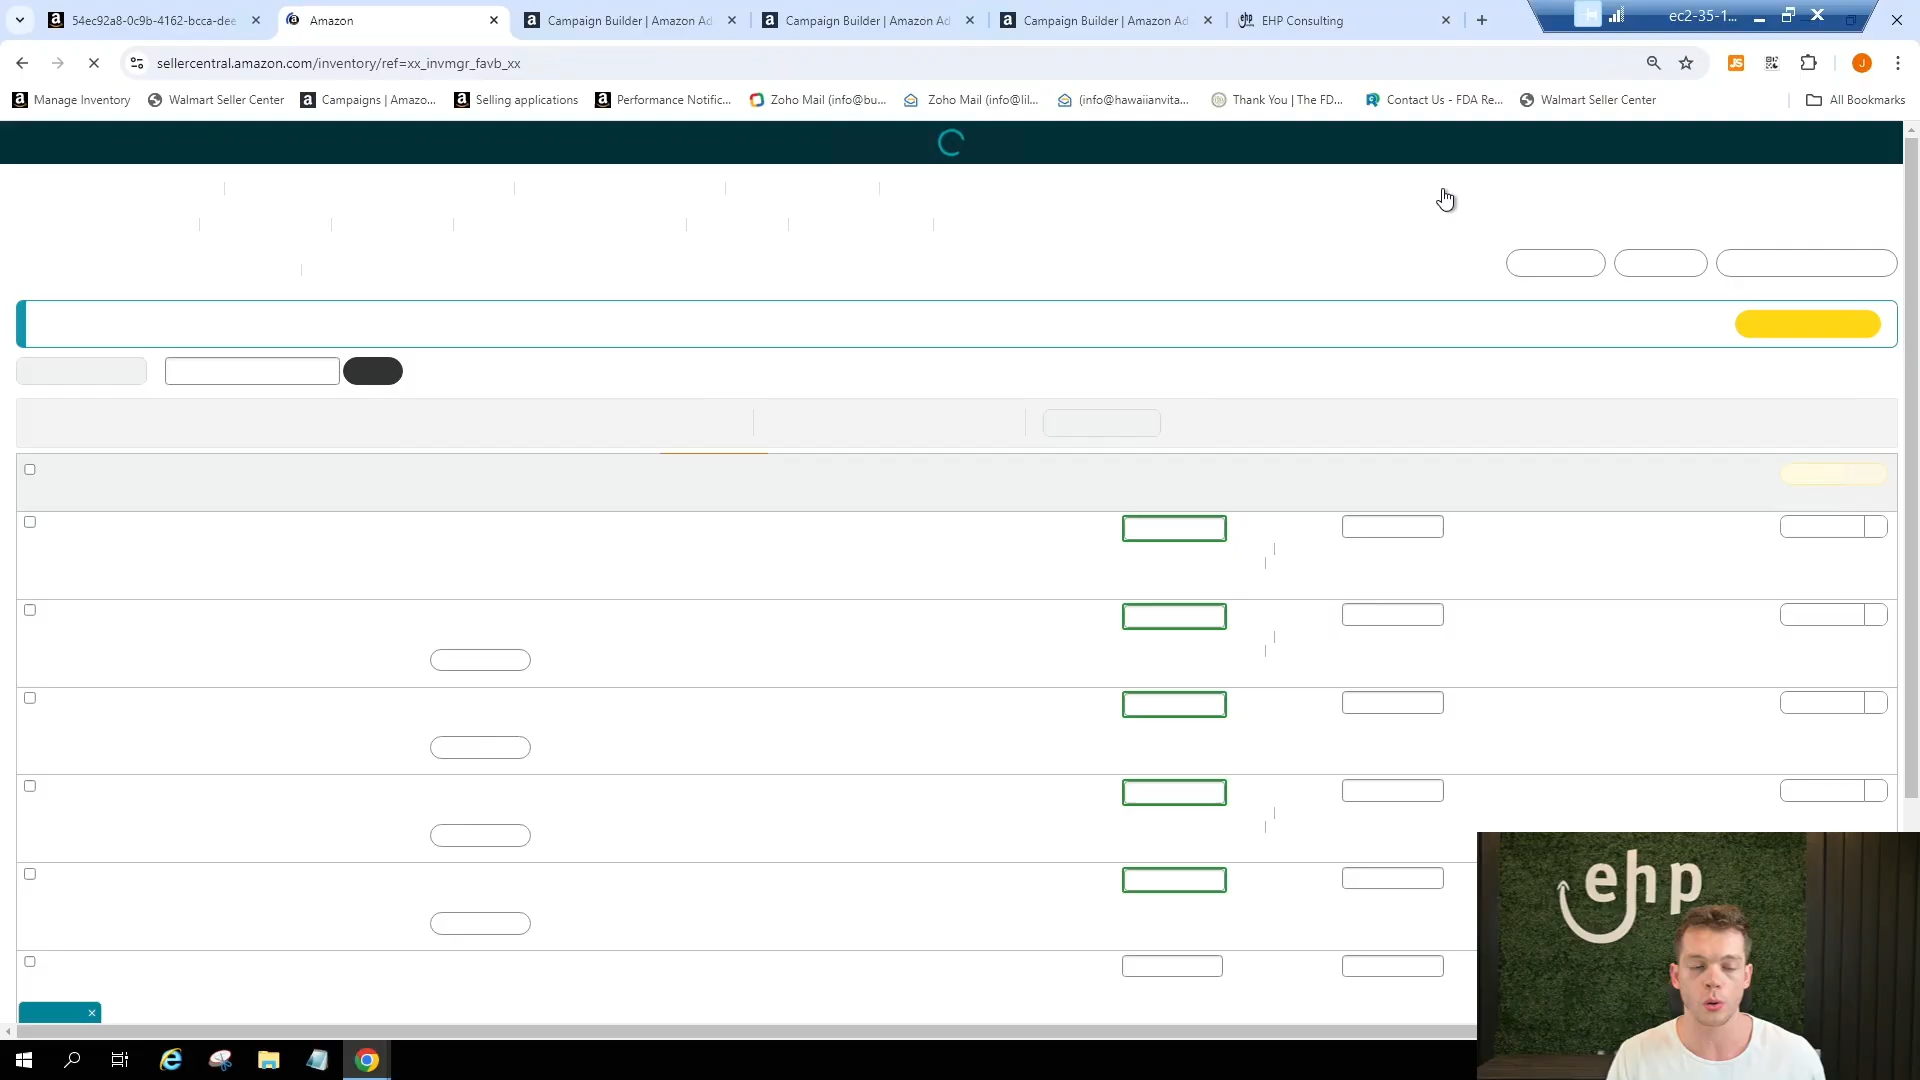 54ec92a8-0c9b-4162-bcca-dee
Amazon
Campaign Builder | Amazon Ad
Campaign Builder | Amazon Ad
Campaign Builder | Amazon Ad
EHP Consulting
ec2-35-1...
sellercentral.amazon.com/inventory/ref=xx_invmgr_favb_xx
JS
J
Manage Inventory
Walmart Seller Center
Campaigns | Amazo...
Selling applications
Performance Notific...
Zoho Mail (info@bu...
Zoho Mail (info@lil...
(info@hawaiianvita...
Thank You | The FD...
Contact Us - FDA Re...
Walmart Seller Center
All Bookmarks
ehp